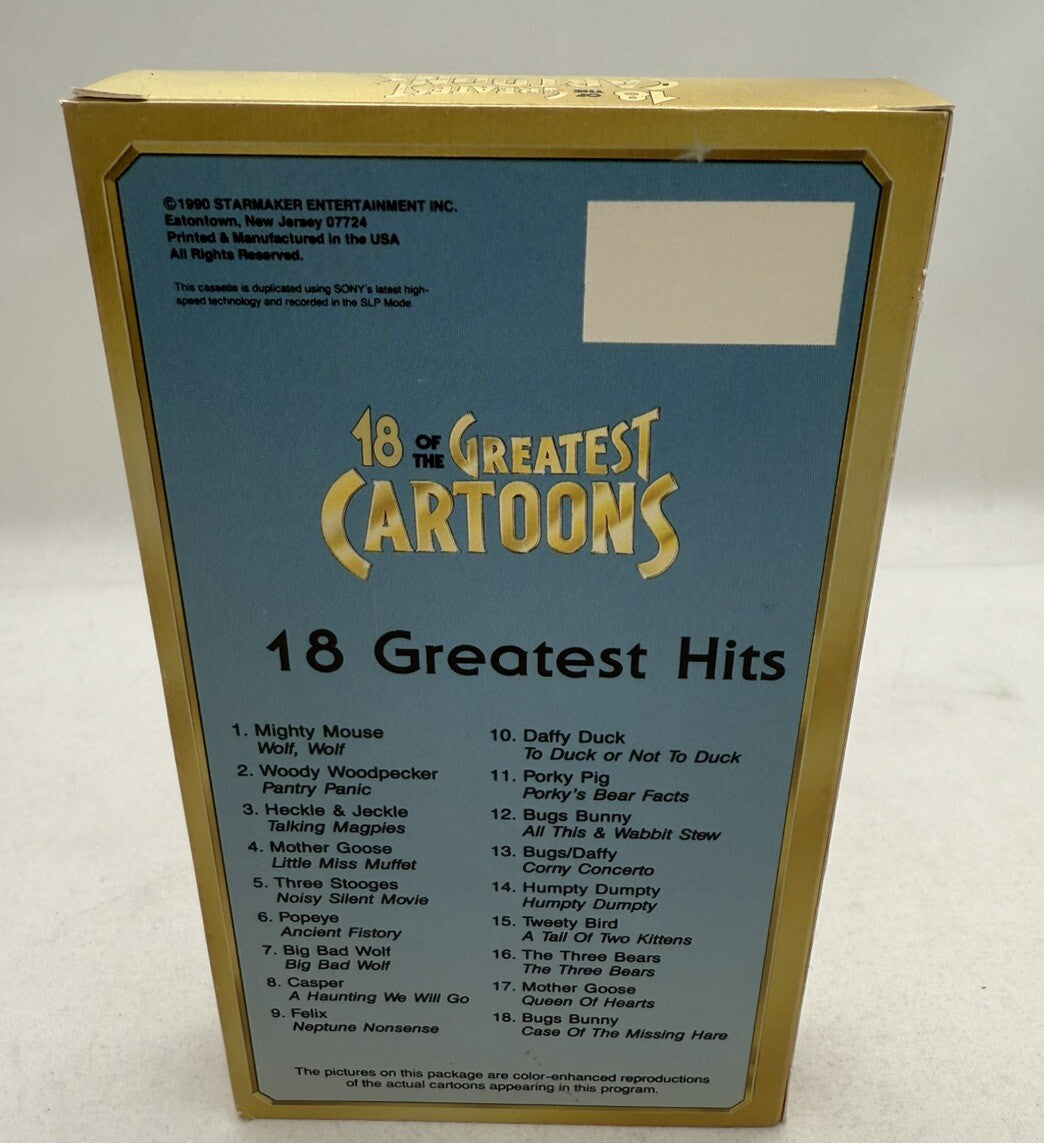 18 OF THE GREATEST CARTOONS
©1990 STARMAKER ENTERTAINMENT INC.
Eatontown, New Jersey 07724
Printed & Manufactured in the USA
All Rights Reserved.
This cassette is duplicated using SONY's latest high-
speed technology and recorded in the SLP Mode.
18 OF THE GREATEST
CARTOONS
18 Greatest Hits
1. Mighty Mouse
Wolf, Wolf
2. Woody Woodpecker
Pantry Panic
3. Heckle & Jeckle
Talking Magpies
4. Mother Goose
Little Miss Muffet
5. Three Stooges
Noisy Silent Movie
6. Popeye
Ancient Fistory
7. Big Bad Wolf
Big Bad Wolf
8. Casper
A Haunting We Will Go
9. Felix
Neptune Nonsense
10. Daffy Duck
To Duck or Not To Duck
11. Porky Pig
Porky's Bear Facts
12. Bugs Bunny
All This & Wabbit Stew
13. Bugs/Daffy
Corny Concerto
14. Humpty Dumpty
Humpty Dumpty
15. Tweety Bird
A Tail Of Two Kittens
16. The Three Bears
The Three Bears
17. Mother Goose
Queen Of Hearts
18. Bugs Bunny
Case Of The Missing Hare
The pictures on this package are color-enhanced reproductions
of the actual cartoons appearing in this program.